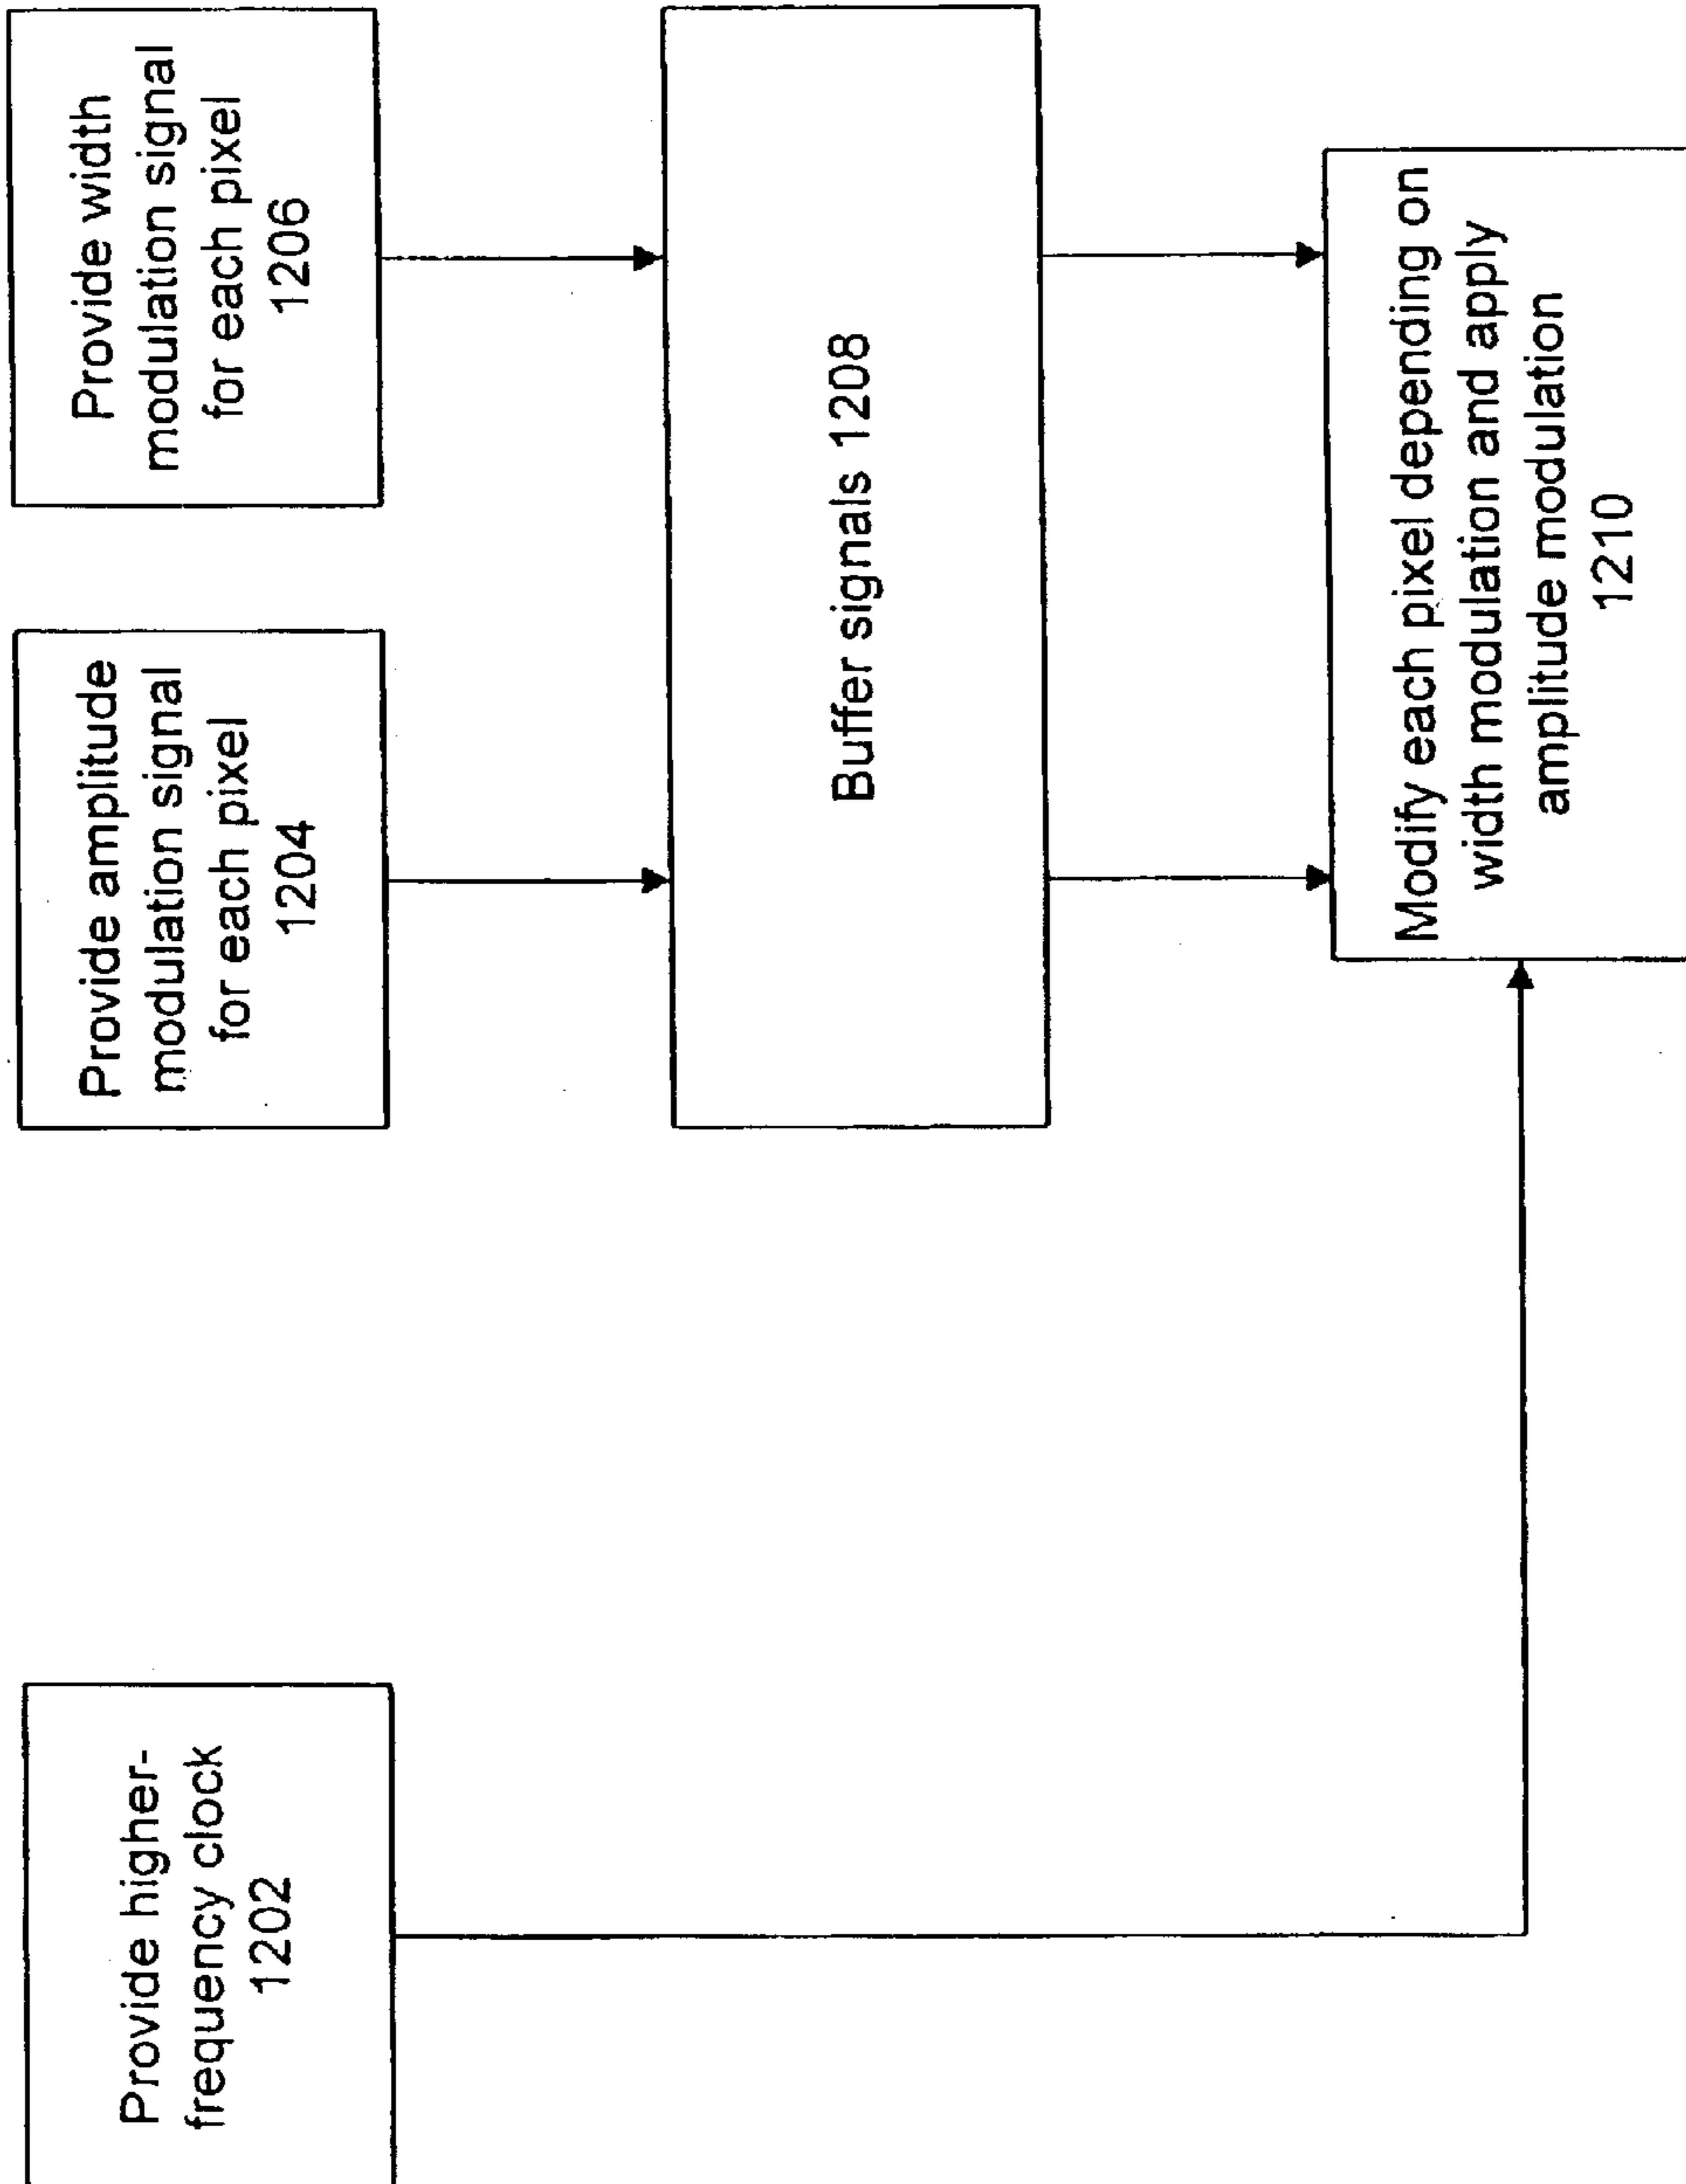 Provide higher-
frequency clock
1202
Provide amplitude
modulation signal
for each pixel
1204
Provide width
modulation signal
for each pixel
1206
Buffer signals 1208
Modify each pixel depending on
width modulation and apply
amplitude modulation
1210